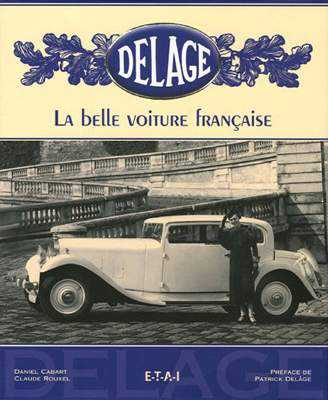 DELAGE
LA BELLE VOITURE FRANÇAISE
DANIEL CABART
CLAUDE ROUXEL
E·T·A·I
PRÉFACE DE
PATRICK DELÂGE
DELAGE